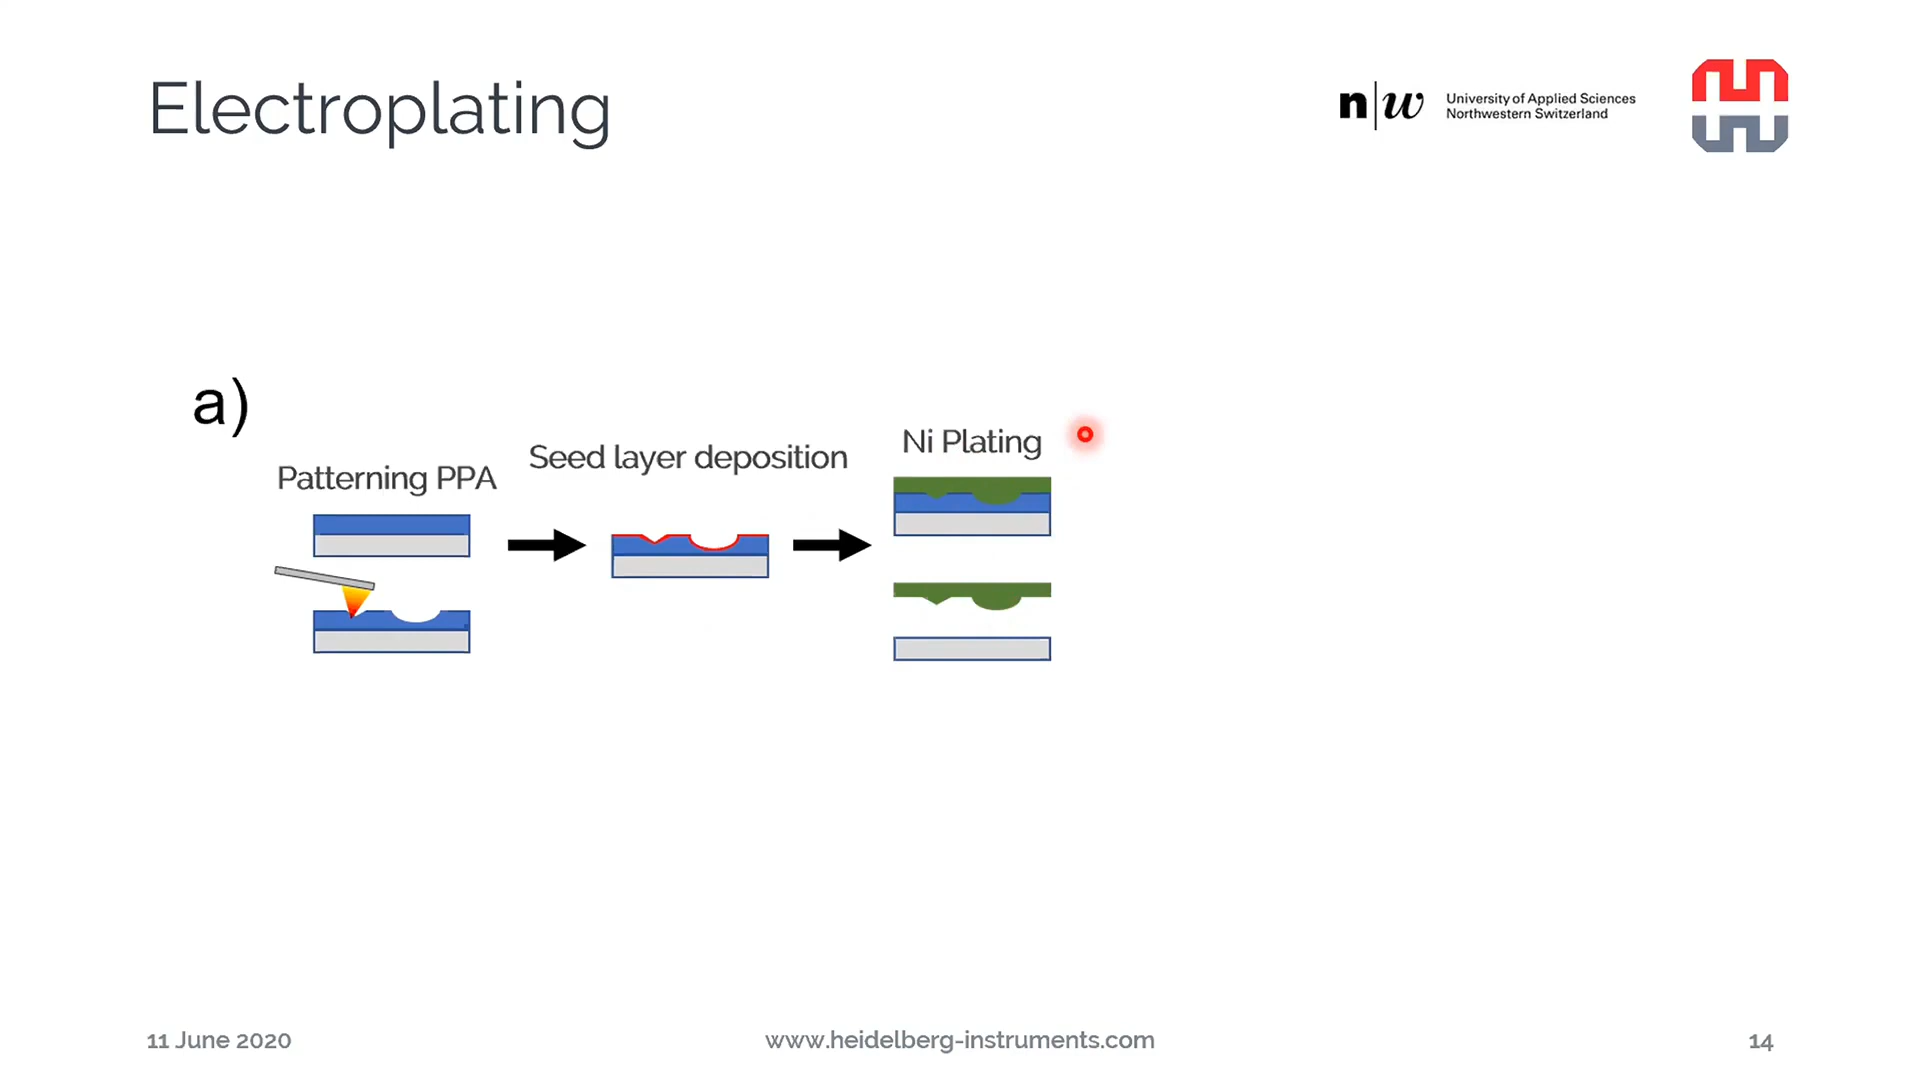 Electroplating
n|w
University of Applied Sciences
Northwestern Switzerland
a)
Patterning PPA
Seed layer deposition
Ni Plating
11 June 2020
www.heidelberg-instruments.com
14